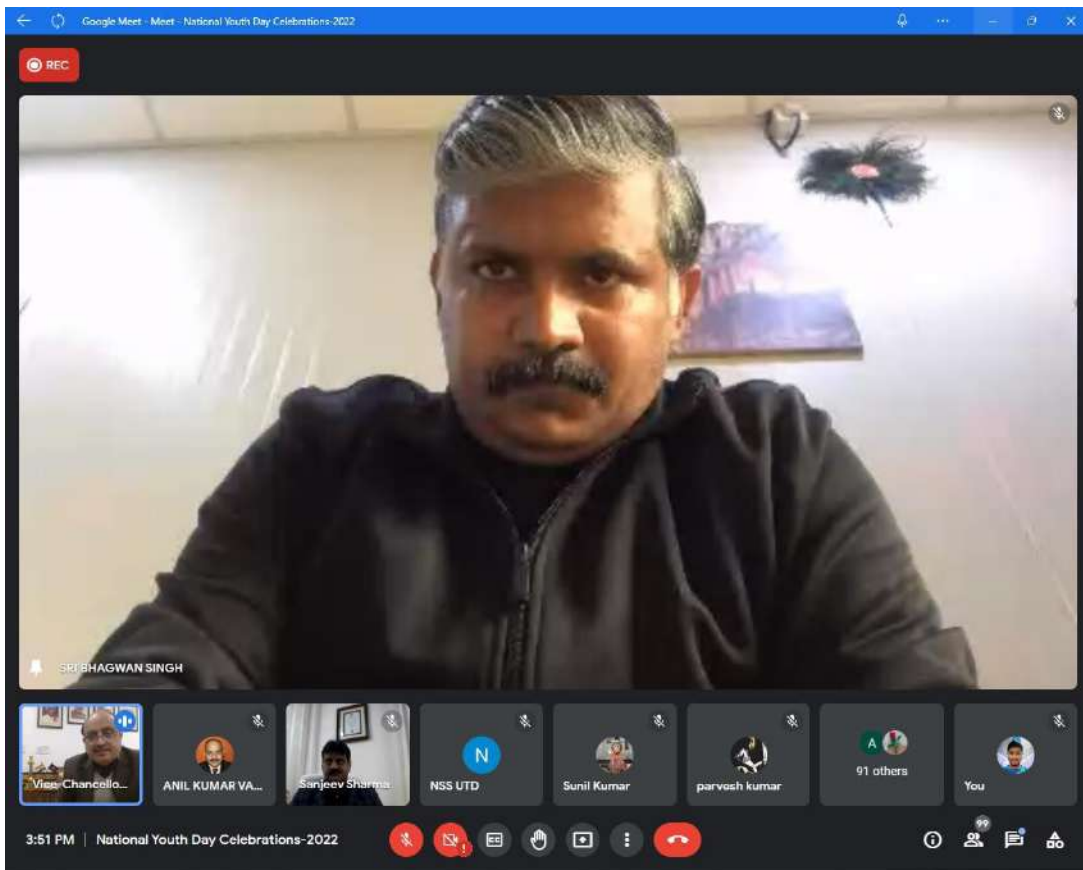 Google Meet - Meet - National Youth Day Celebrations-2022
REC
SRI BHAGWAN SINGH
Vice-Chancello...
ANIL KUMAR VA...
Sanjeev Sharma
N
NSS UTD
Sunil Kumar
parvesh kumar
A
91 others
You
3:51 PM | National Youth Day Celebrations-2022
CC
99